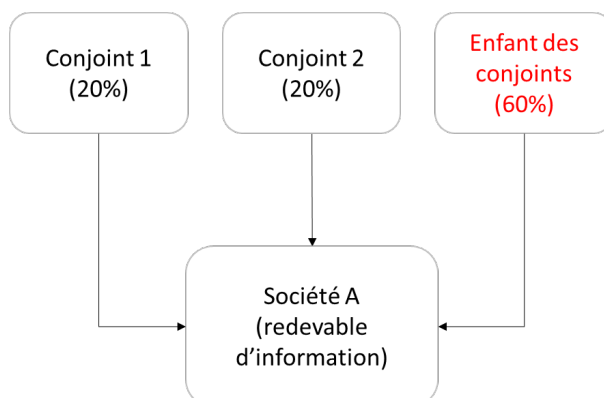 Conjoint 1
(20%)
Conjoint 2
(20%)
Enfant des
conjoints
(60%)
Société A
(redevable
d’information)